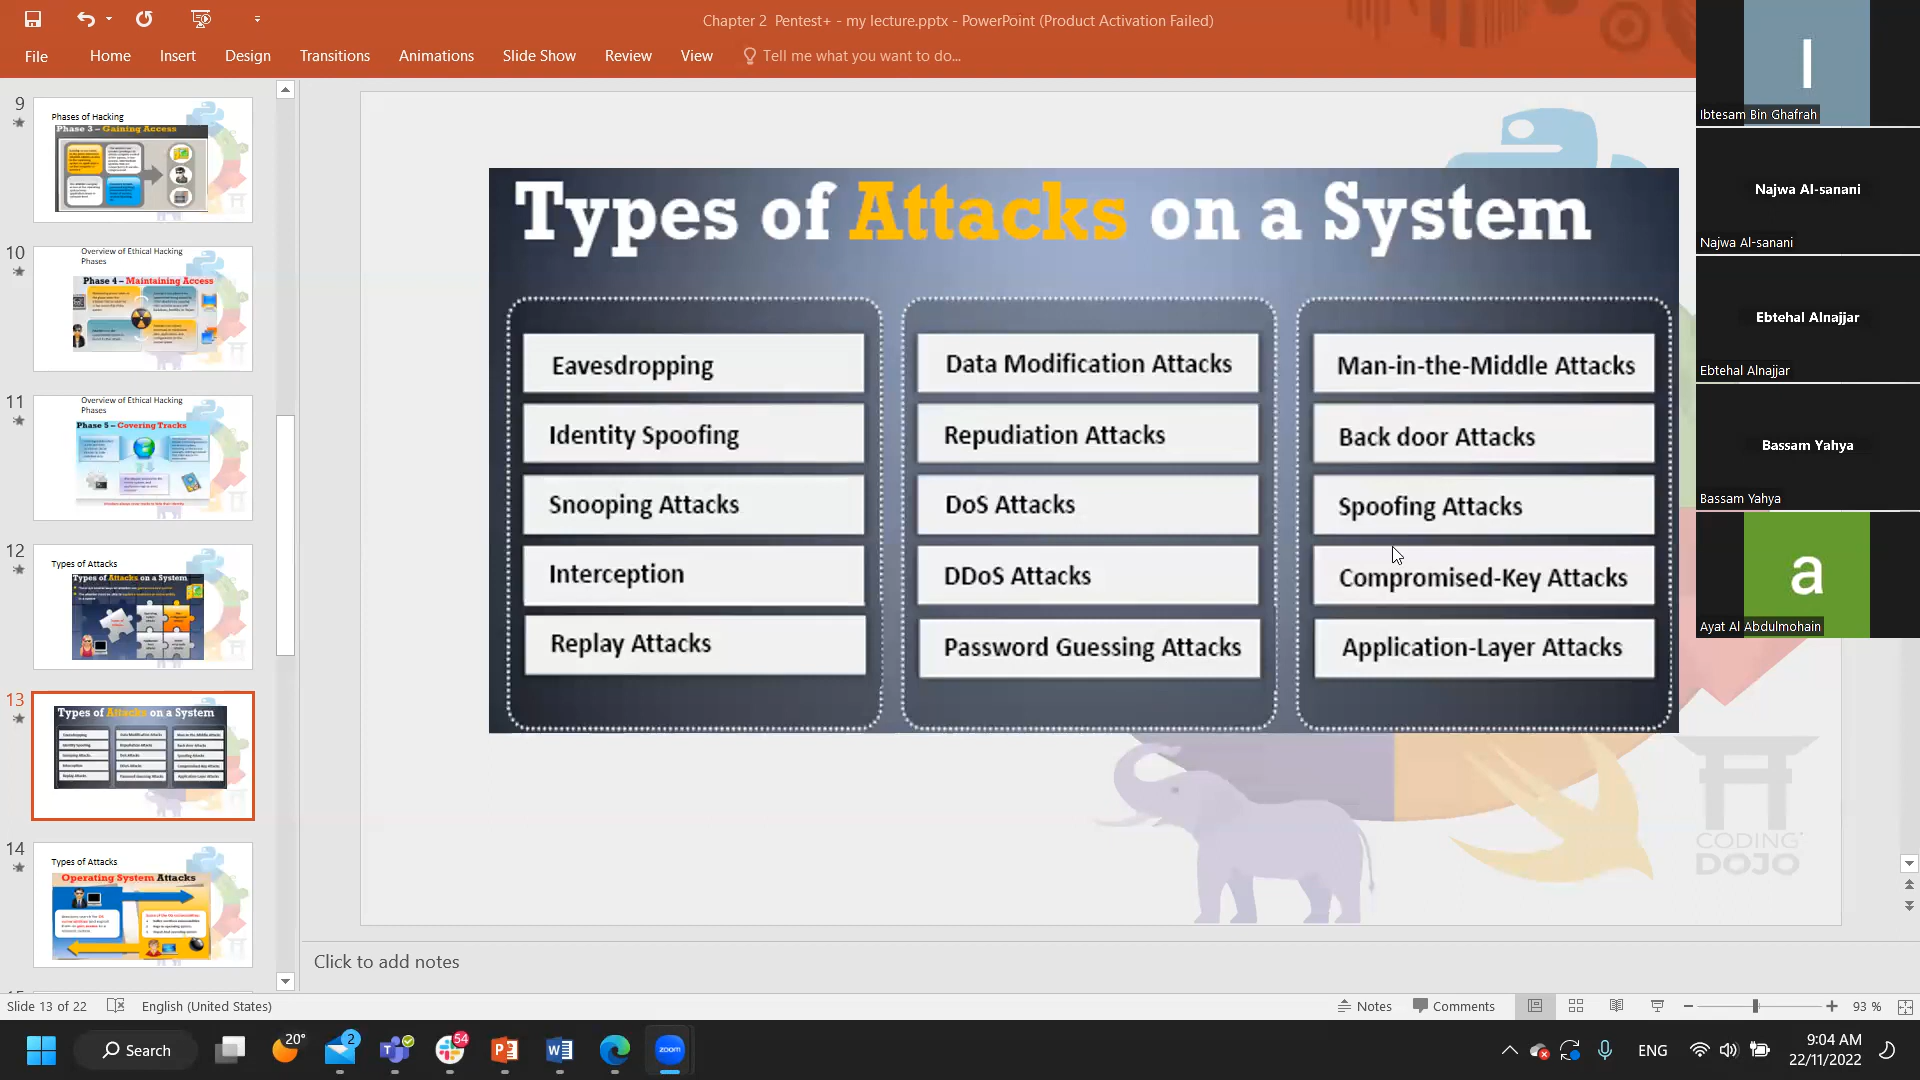 Chapter 2  Pentest+ - my lecture.pptx - PowerPoint (Product Activation Failed)
File Home Insert Design Transitions Animations Slide Show Review View Tell me what you want to do...
9
Phases of Hacking
Phase 3 – Gaining Access
10
Overview of Ethical Hacking
Phases
Phase 4 – Maintaining Access
11
Overview of Ethical Hacking
Phases
Phase 5 – Covering Tracks
12
Types of Attacks
Types of Attacks on a System
13
Types of Attacks on a System
14
Types of Attacks
Operating System Attacks
Types of Attacks on a System
Eavesdropping
Identity Spoofing
Snooping Attacks
Interception
Replay Attacks
Data Modification Attacks
Repudiation Attacks
DoS Attacks
DDoS Attacks
Password Guessing Attacks
Man-in-the-Middle Attacks
Back door Attacks
Spoofing Attacks
Compromised-Key Attacks
Application-Layer Attacks
CODING
DOJO
I
Ibtesam Bin Ghafrah
Najwa Al-sanani
Najwa Al-sanani
Ebtehal Alnajjar
Ebtehal Alnajjar
Bassam Yahya
Bassam Yahya
a
Ayat Al Abdulmohain
Click to add notes
Slide 13 of 22 English (United States) Notes Comments 93 %
Search 20° 2 54 zoom ENG
9:04 AM
22/11/2022